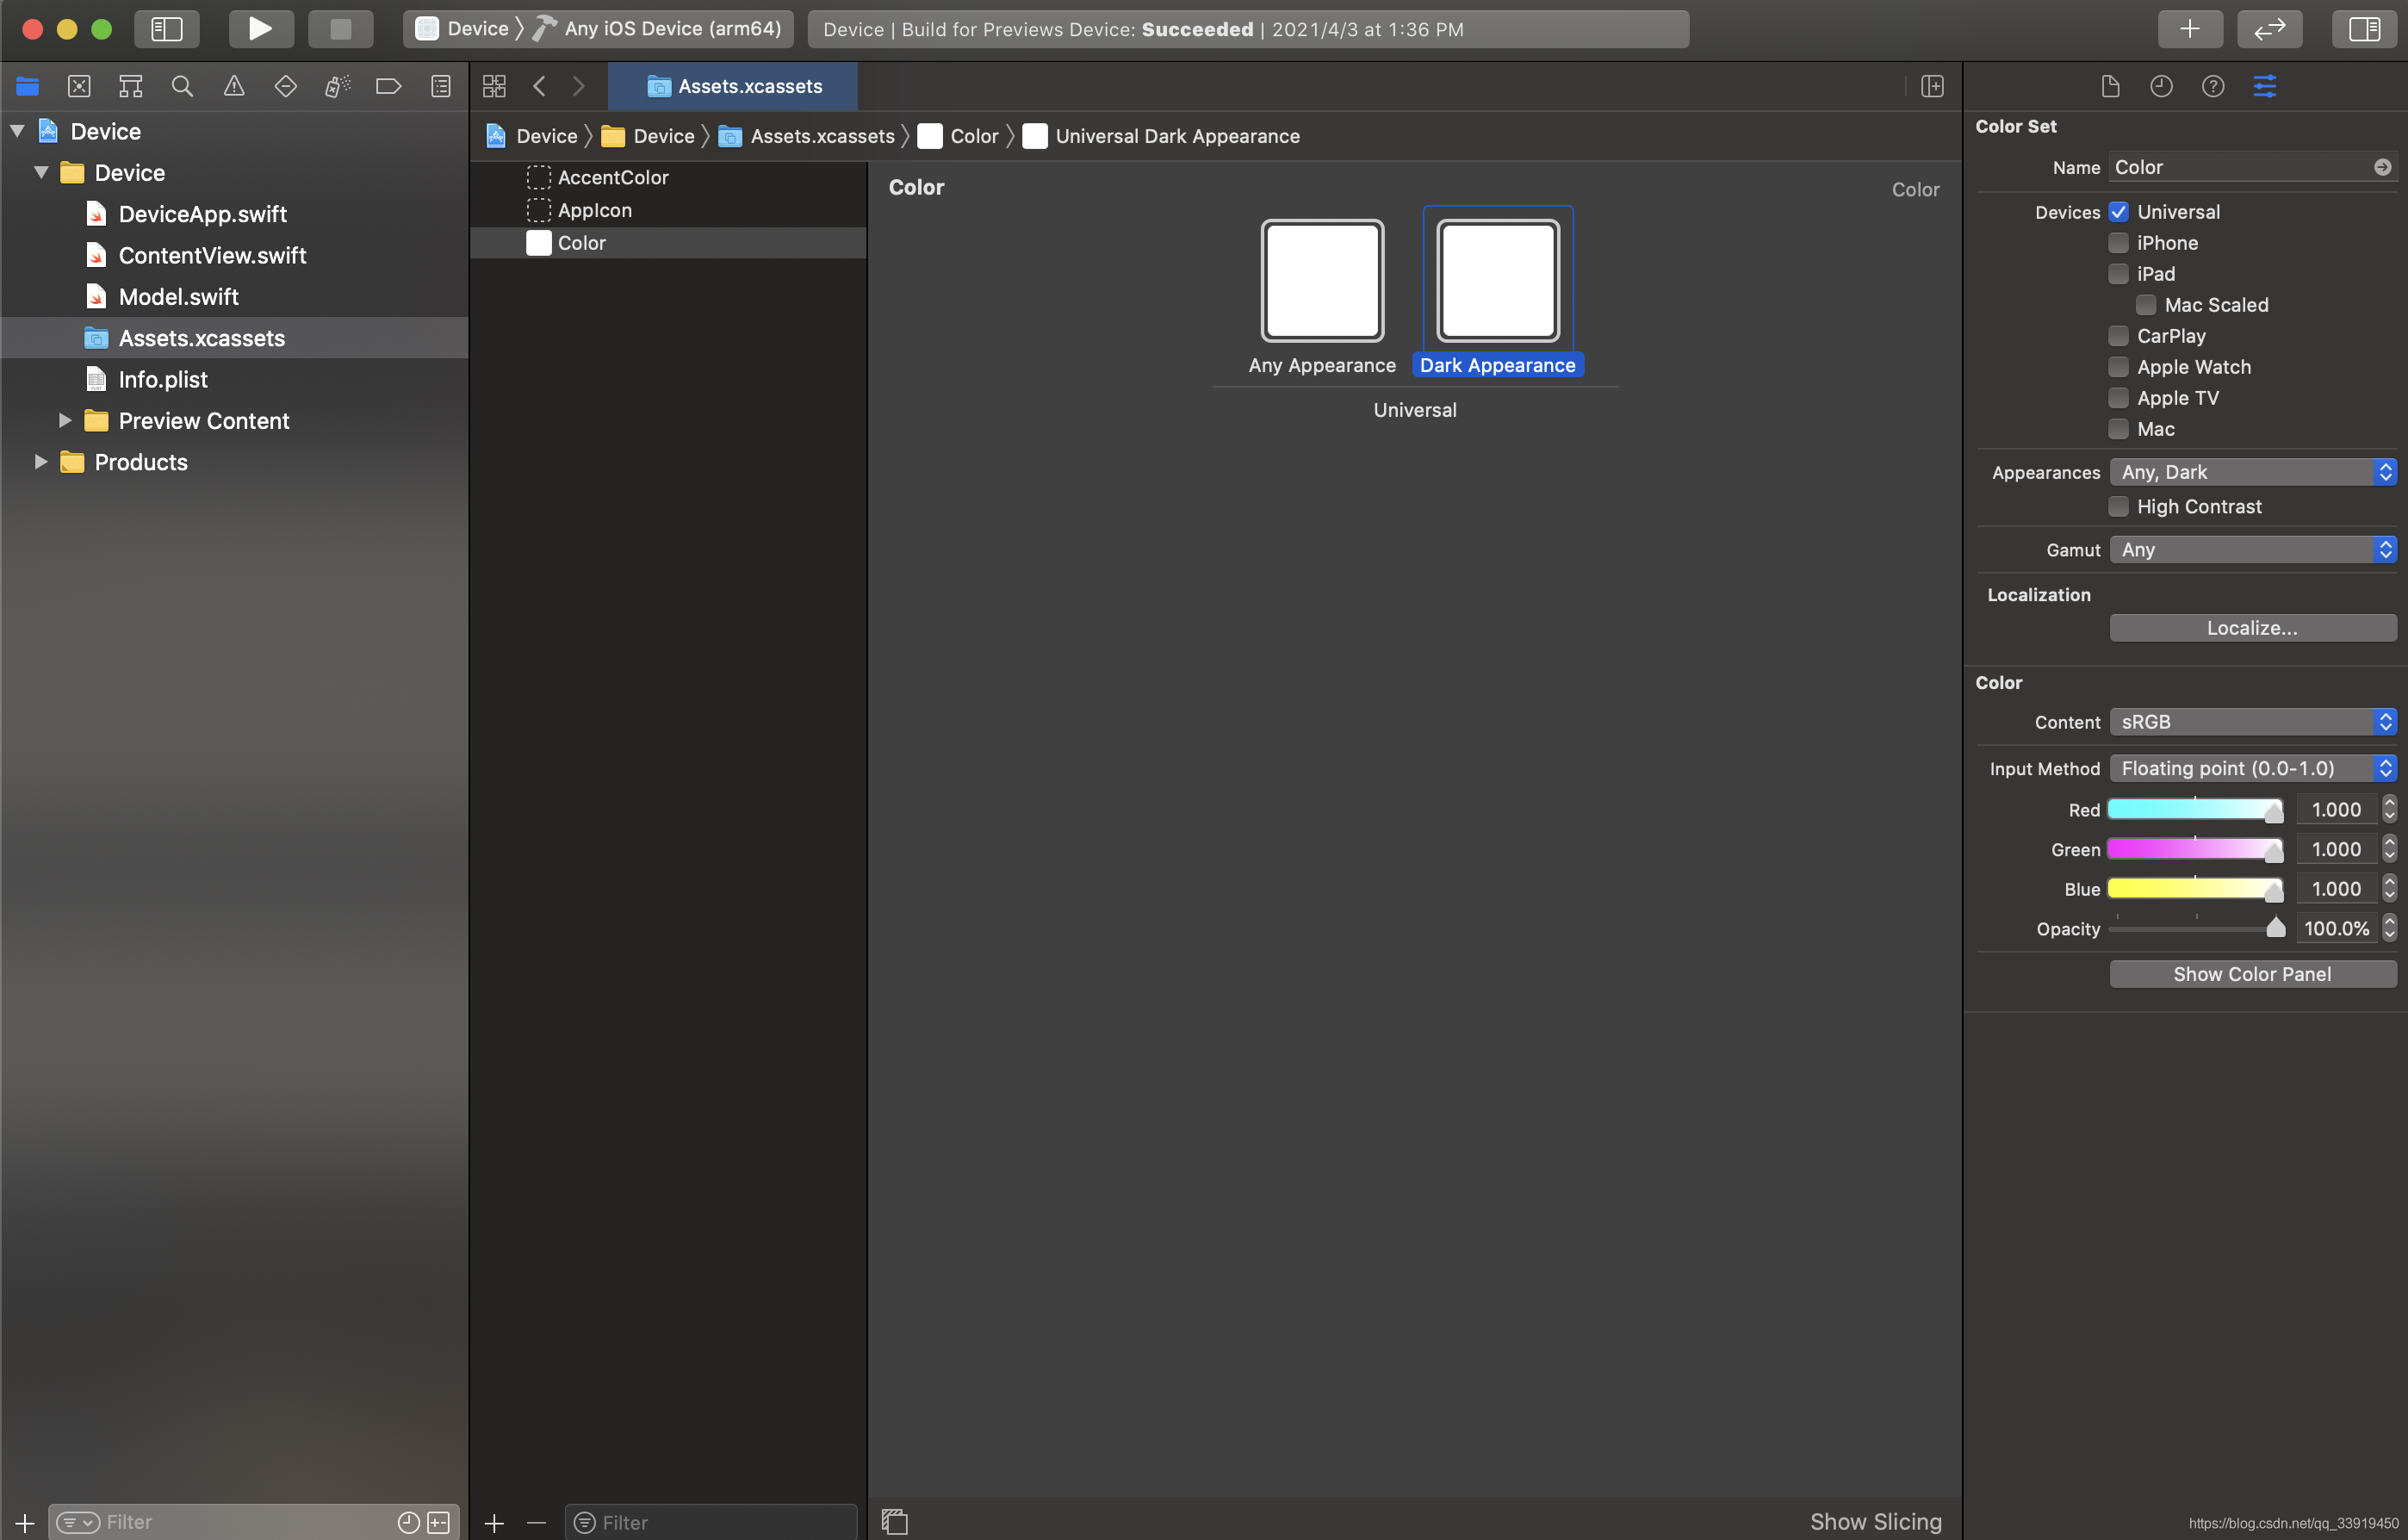 Device 〉 Any iOS Device (arm64)
Device | Build for Previews Device: Succeeded | 2021/4/3 at 1:36 PM
Device
Device
DeviceApp.swift
ContentView.swift
Model.swift
Assets.xcassets
Info.plist
Preview Content
Products
Filter
Assets.xcassets
Device 〉 Device 〉 Assets.xcassets 〉 Color 〉 Universal Dark Appearance
AccentColor
AppIcon
Color
Filter
Color
Color
Any Appearance
Dark Appearance
Universal
Show Slicing
Color Set
Name Color
Devices Universal
iPhone
iPad
Mac Scaled
CarPlay
Apple Watch
Apple TV
Mac
Appearances Any, Dark
High Contrast
Gamut Any
Localization
Localize...
Color
Content sRGB
Input Method Floating point (0.0-1.0)
Red 1.000
Green 1.000
Blue 1.000
Opacity 100.0%
Show Color Panel
https://blog.csdn.net/qq_33919450